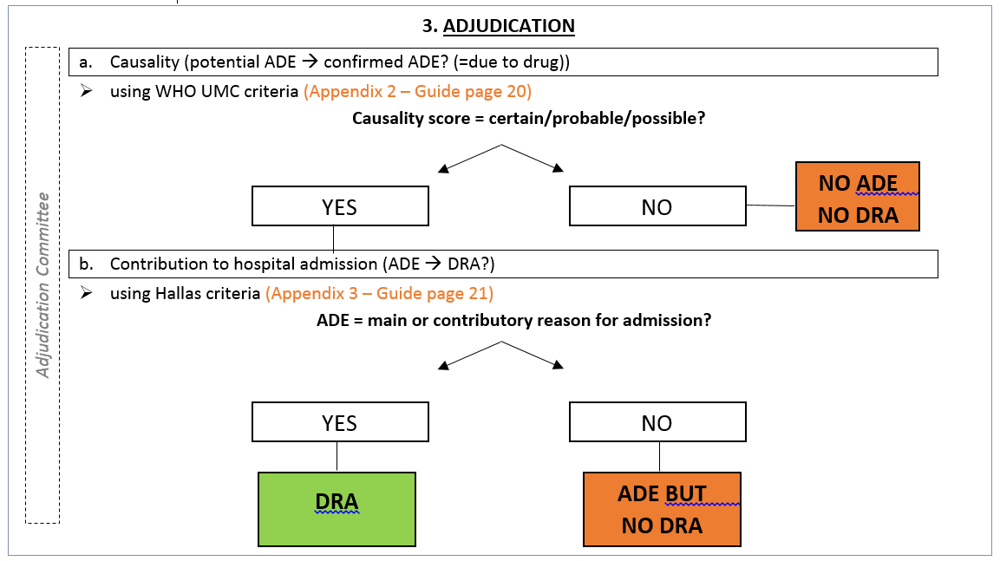 3. ADJUDICATION
a. Causality (potential ADE → confirmed ADE? (=due to drug))
➢ using WHO UMC criteria (Appendix 2 – Guide page 20)
Causality score = certain/probable/possible?
YES
NO
NO ADE
NO DRA
b. Contribution to hospital admission (ADE → DRA?)
➢ using Hallas criteria (Appendix 3 – Guide page 21)
ADE = main or contributory reason for admission?
YES
NO
DRA
ADE BUT
NO DRA
Adjudication Committee